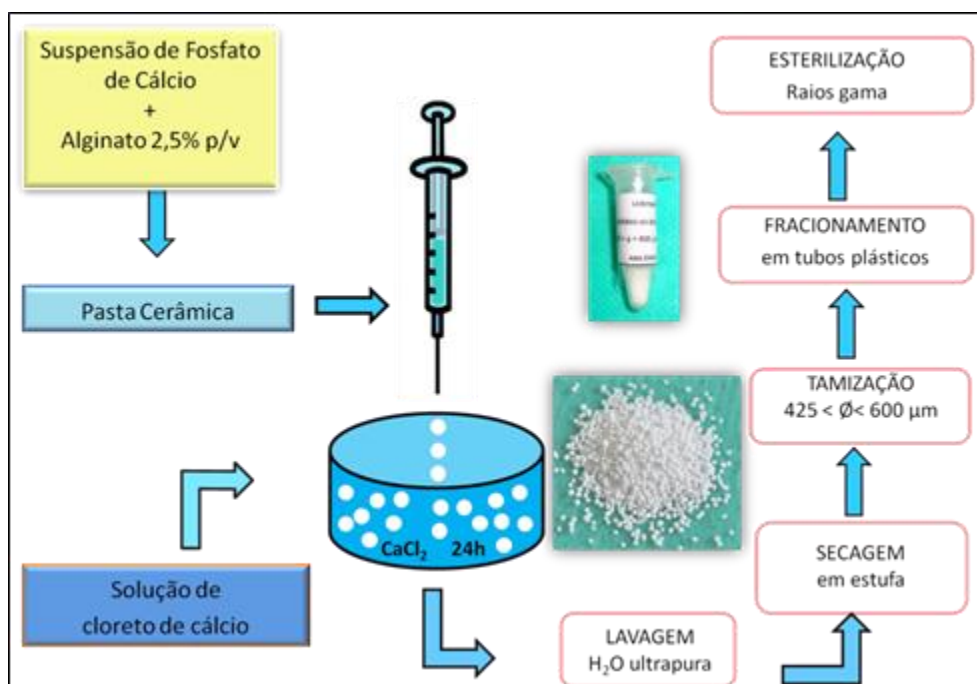 Suspensão de Fosfato
de Cálcio
+
Alginato 2,5% p/v
Pasta Cerâmica
Solução de
cloreto de cálcio
CaCl₂ 24h
LAVAGEM
H₂O ultrapura
SECAGEM
em estufa
TAMIZAÇÃO
425 < Ø< 600 µm
FRACIONAMENTO
em tubos plásticos
ESTERILIZAÇÃO
Raios gama